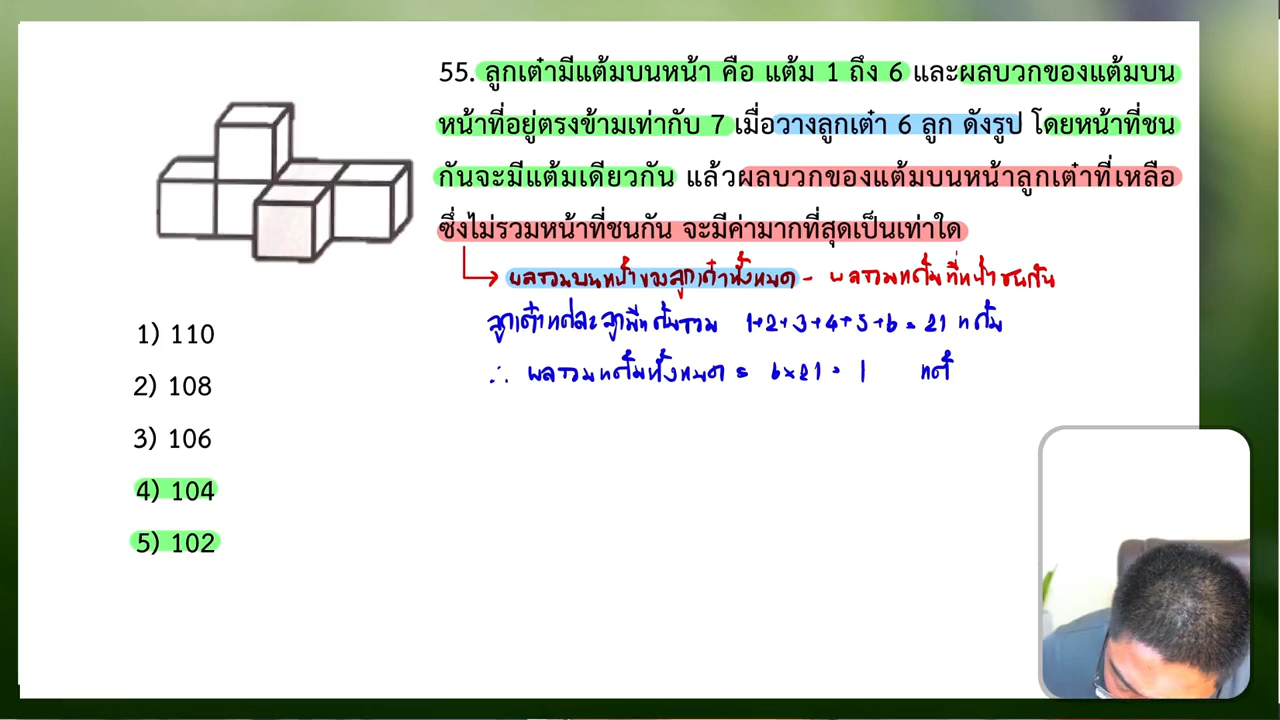 55. ลูกเต๋ามีแต้มบนหน้า คือ แต้ม 1 ถึง 6 และผลบวกของแต้มบน
หน้าที่อยู่ตรงข้ามเท่ากับ 7 เมื่อวางลูกเต๋า 6 ลูก ดังรูป โดยหน้าที่ชน
กันจะมีแต้มเดียวกัน แล้วผลบวกของแต้มบนหน้าลูกเต๋าที่เหลือ
ซึ่งไม่รวมหน้าที่ชนกัน จะมีค่ามากที่สุดเป็นเท่าใด
ผลรวมบนหน้าของลูกเต๋าทั้งหมด - ผลรวมแต้มที่หน้าชนกัน
ลูกเต๋าแต่ละลูกมีแต้มรวม 1+2+3+4+5+6 = 21 แต้ม
∴ ผลรวมแต้มทั้งหมด = 6×21 = 1 แต้
1) 110
2) 108
3) 106
4) 104
5) 102